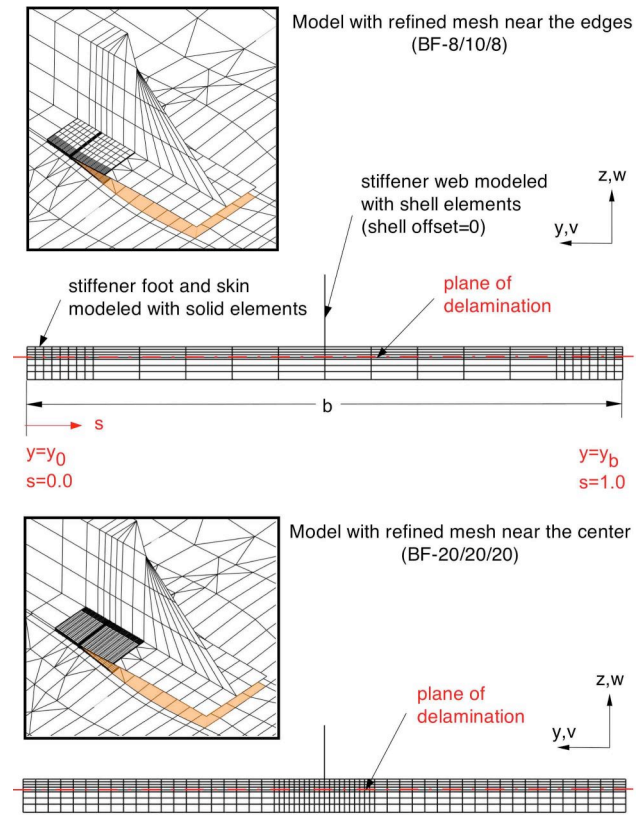 Model with refined mesh near the edges
(BF-8/10/8)
stiffener web modeled
with shell elements
(shell offset=0)
z,w
y,v
stiffener foot and skin
modeled with solid elements
plane of
delamination
b
s
y=y0
s=0.0
y=yb
s=1.0
Model with refined mesh near the center
(BF-20/20/20)
plane of
delamination
z,w
y,v